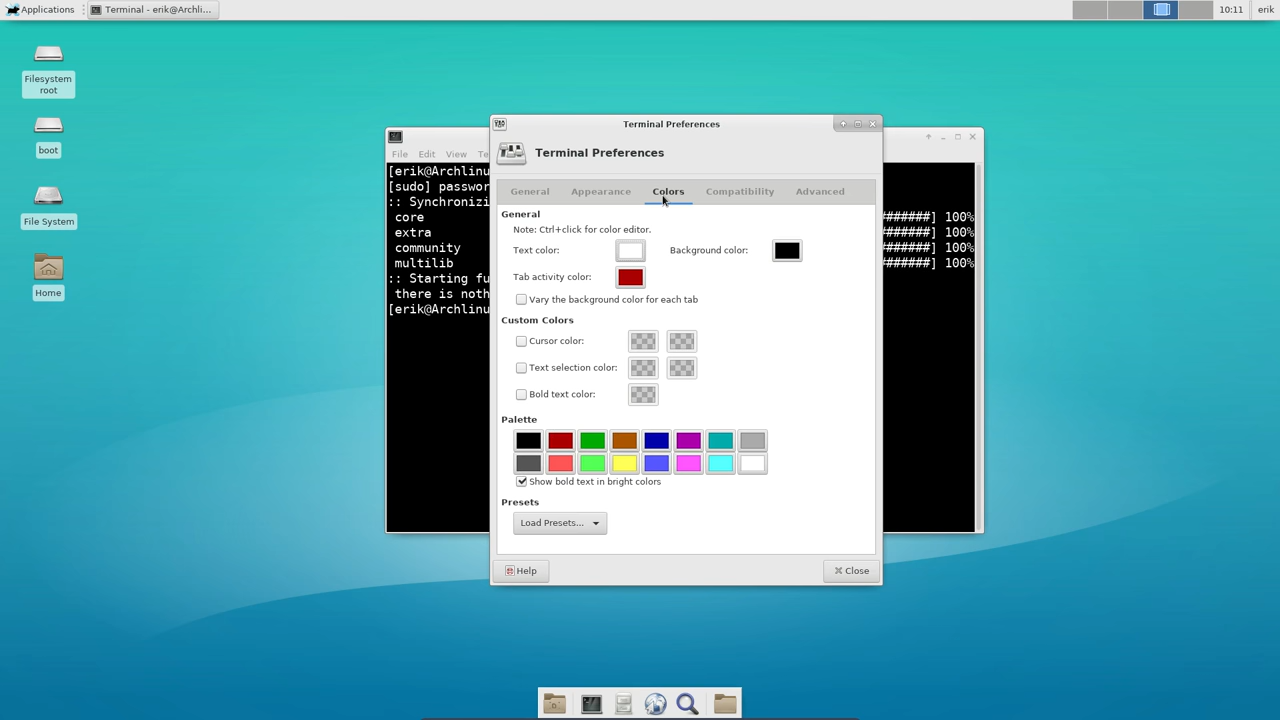 Applications
Terminal - erik@Archli...
10:11
erik
Filesystem
root
boot
File System
Home
File Edit View Te
[erik@Archlinu
[sudo] passwor
:: Synchronizi
core ######] 100%
extra ######] 100%
community ######] 100%
multilib ######] 100%
:: Starting fu
there is noth
[erik@Archlinu
Terminal Preferences
Terminal Preferences
General Appearance Colors Compatibility Advanced
General
Note: Ctrl+click for color editor.
Text color: Background color:
Tab activity color:
Vary the background color for each tab
Custom Colors
Cursor color:
Text selection color:
Bold text color:
Palette
Show bold text in bright colors
Presets
Load Presets...
Help Close